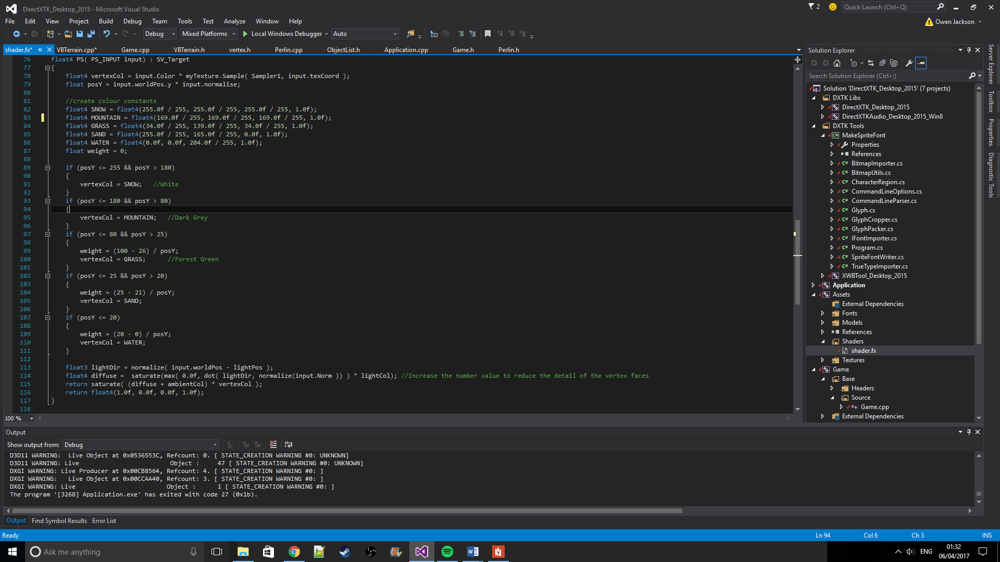 DirectXTK_Desktop_2015 - Microsoft Visual Studio
2
Quick Launch (Ctrl+Q)
File Edit View Project Build Debug Team Tools Test Analyze Window Help
Owen Jackson
Debug Mixed Platforms Local Windows Debugger Auto
shader.fx* VBTerrain.cpp* Game.cpp VBTerrain.h vertex.h Perlin.cpp ObjectList.h Application.cpp Game.h Perlin.h
76 float4 PS( PS_INPUT input) : SV_Target
77 {
78 float4 vertexCol = input.Color * myTexture.Sample( Sampler1, input.texCoord );
79 float posY = input.worldPos.y * input.normalise;
80
81 //create colour constants
82 float4 SNOW = float4(255.0f / 255, 255.0f / 255, 255.0f / 255, 1.0f);
83 float4 MOUNTAIN = float4(169.0f / 255, 169.0f / 255, 169.0f / 255, 1.0f);
84 float4 GRASS = float4(34.0f / 255, 139.0f / 255, 34.0f / 255, 1.0f);
85 float4 SAND = float4(255.0f / 255, 165.0f / 255, 0.0f, 1.0f);
86 float4 WATER = float4(0.0f, 0.0f, 204.0f / 255, 1.0f);
87 float weight = 0;
88
89 if (posY <= 255 && posY > 180)
90 {
91 vertexCol = SNOW; //White
92 }
93 if (posY <= 180 && posY > 80)
94 {
95 vertexCol = MOUNTAIN; //Dark Grey
96 }
97 if (posY <= 80 && posY > 25)
98 {
99 weight = (100 - 26) / posY;
100 vertexCol = GRASS; //Forest Green
101 }
102 if (posY <= 25 && posY > 20)
103 {
104 weight = (25 - 21) / posY;
105 vertexCol = SAND;
106 }
107 if (posY <= 20)
108 {
109 weight = (20 - 0) / posY;
110 vertexCol = WATER;
111 }
112
113 float3 lightDir = normalize( input.worldPos - lightPos );
114 float4 diffuse = saturate(max( 0.0f, dot( lightDir, normalize(input.Norm )) ) * lightCol); //Increase the number value to reduce the detail of the vertex faces
115 return saturate( (diffuse + ambientCol) * vertexCol );
116 return float4(1.0f, 0.0f, 0.0f, 1.0f);
117 }
118
100 %
Solution Explorer
Search Solution Explorer (Ctrl+;)
Solution 'DirectXTK_Desktop_2015' (7 projects)
DXTK Libs
DirectXTK_Desktop_2015
DirectXTKAudio_Desktop_2015_Win8
DXTK Tools
MakeSpriteFont
Properties
References
BitmapImporter.cs
BitmapUtils.cs
CharacterRegion.cs
CommandLineOptions.cs
CommandLineParser.cs
Glyph.cs
GlyphCropper.cs
GlyphPacker.cs
IFontImporter.cs
Program.cs
SpriteFontWriter.cs
TrueTypeImporter.cs
XWBTool_Desktop_2015
Application
Assets
External Dependencies
Fonts
Models
References
Shaders
shader.fx
Textures
Game
Base
Headers
Source
Game.cpp
External Dependencies
Server Explorer
Toolbox
Properties
Diagnostic Tools
Output
Show output from: Debug
D3D11 WARNING: Live Object at 0x0536553C, Refcount: 0. [ STATE_CREATION WARNING #0: UNKNOWN]
D3D11 WARNING: Live Object : 47 [ STATE_CREATION WARNING #0: UNKNOWN]
DXGI WARNING: Live Producer at 0x00CB8564, Refcount: 4. [ STATE_CREATION WARNING #0: ]
DXGI WARNING: Live Object at 0x00CCAA40, Refcount: 3. [ STATE_CREATION WARNING #0: ]
DXGI WARNING: Live Object : 1 [ STATE_CREATION WARNING #0: ]
The program '[3268] Application.exe' has exited with code 27 (0x1b).
Output Find Symbol Results Error List
Ready Ln 94 Col 6 Ch 3 INS
Ask me anything
ENG
01:32
06/04/2017